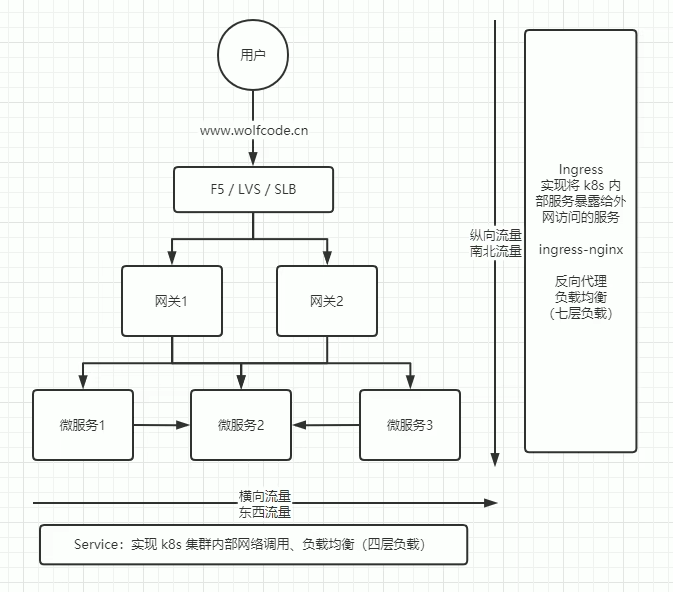 用户
www.wolfcode.cn
F5 / LVS / SLB
网关1
网关2
微服务1
微服务2
微服务3
纵向流量
南北流量
Ingress
实现将 k8s 内
部服务暴露给外
网访问的服务
ingress-nginx
反向代理
负载均衡
（七层负载）
横向流量
东西流量
Service：实现 k8s 集群内部网络调用、负载均衡（四层负载）